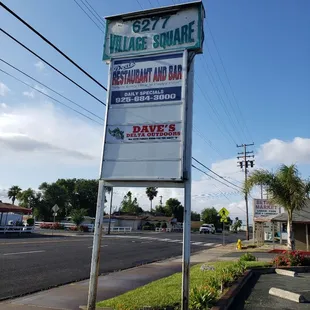 6277
VILLAGE SQUARE
RESTAURANT AND BAR
DAILY SPECIALS
925-684-3000
DAVE'S
DELTA OUTDOORS